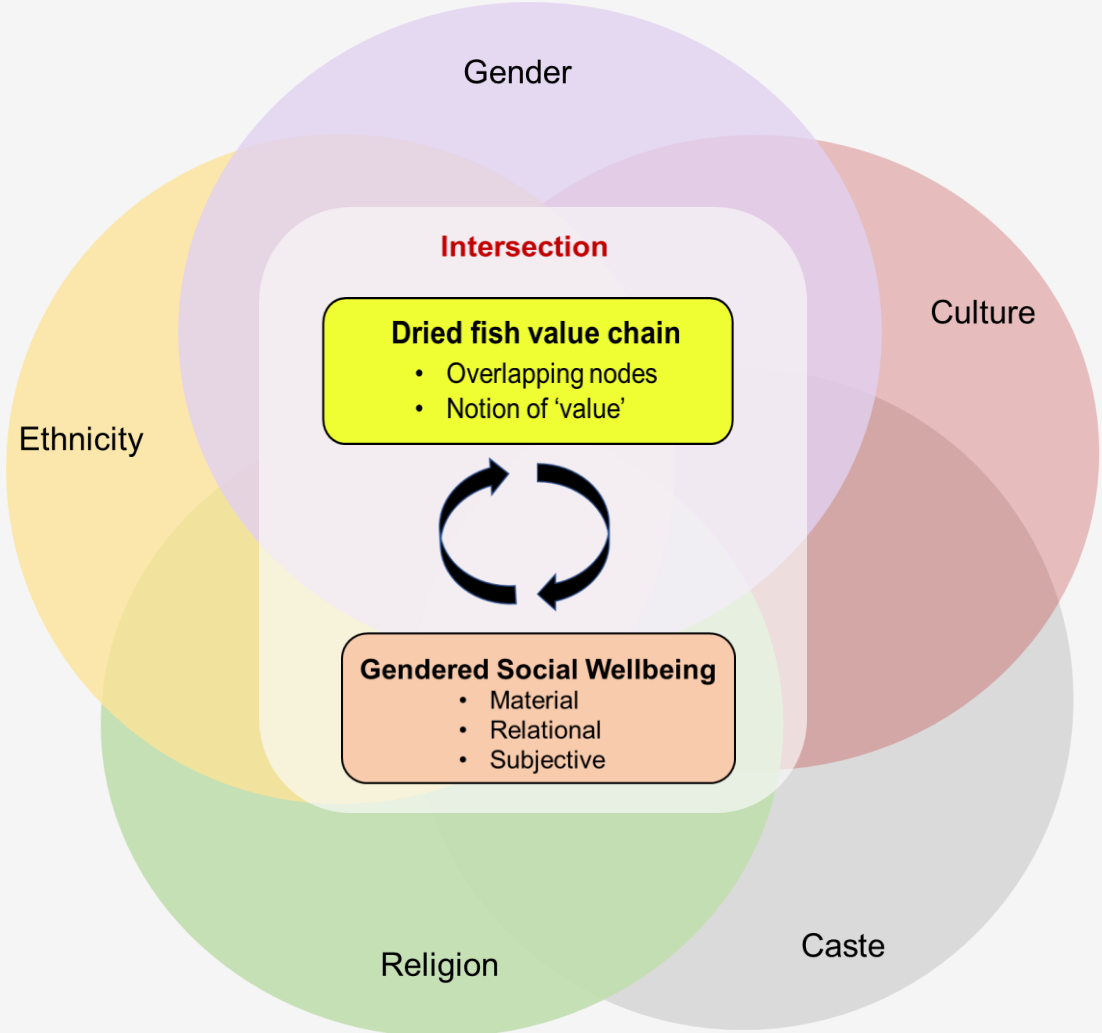 Gender
Intersection
Culture
Dried fish value chain
• Overlapping nodes
• Notion of ‘value’
Ethnicity
Gendered Social Wellbeing
• Material
• Relational
• Subjective
Caste
Religion